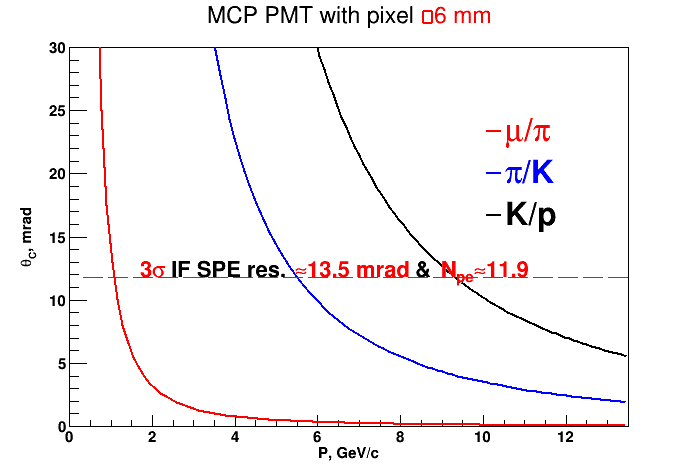 MCP PMT with pixel □6 mm
30
25
20
15
10
5
0
θc, mrad
−μ/π
−π/K
−K/p
3σ IF SPE res. ≈13.5 mrad & Npe≈11.9
0 2 4 6 8 10 12
P, GeV/c